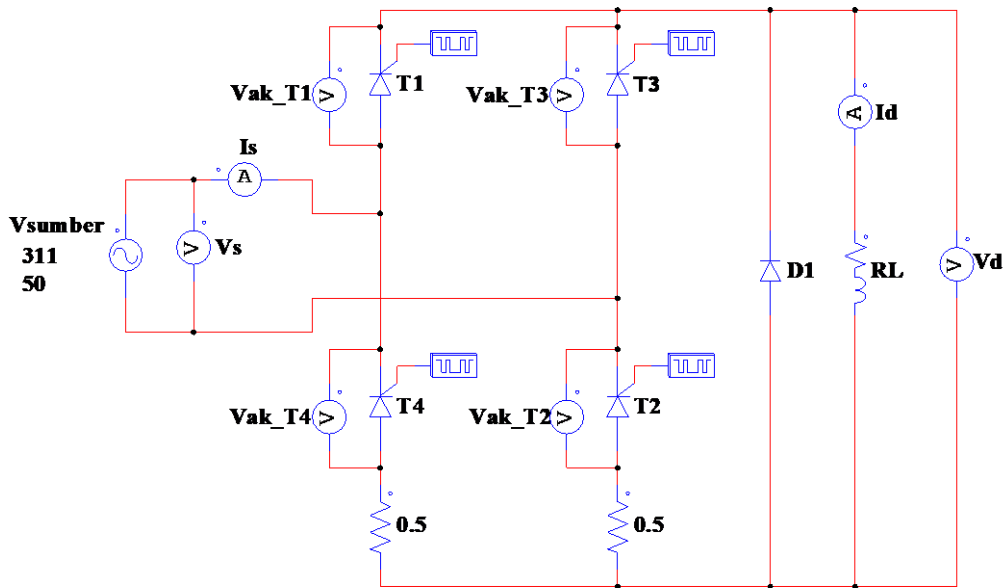 Vak_T1
T1
Vak_T3
T3
V
V
A
Id
Is
A
Vsumber
311
50
V
Vs
D1
RL
V
Vd
Vak_T4
V
T4
Vak_T2
V
T2
0.5
0.5